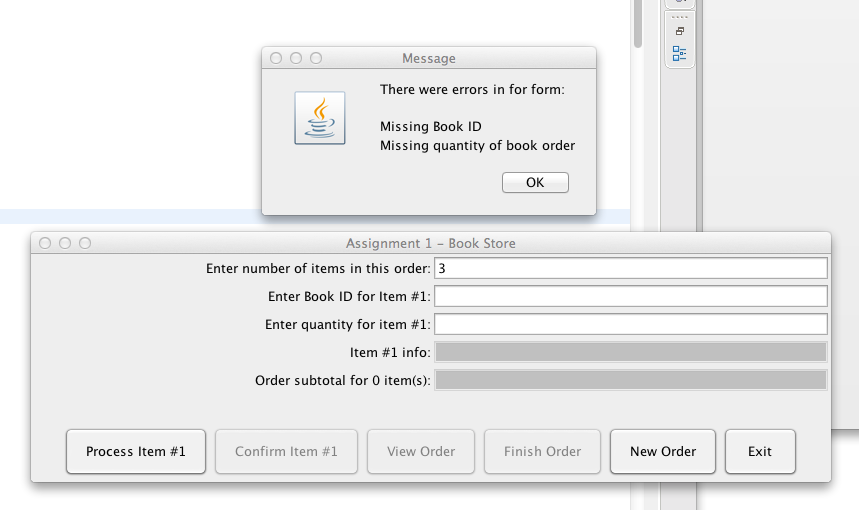 Message
There were errors in for form:
Missing Book ID
Missing quantity of book order
OK
Assignment 1 – Book Store
Enter number of items in this order: 3
Enter Book ID for Item #1:
Enter quantity for item #1:
Item #1 info:
Order subtotal for 0 item(s):
Process Item #1 Confirm Item #1 View Order Finish Order New Order Exit